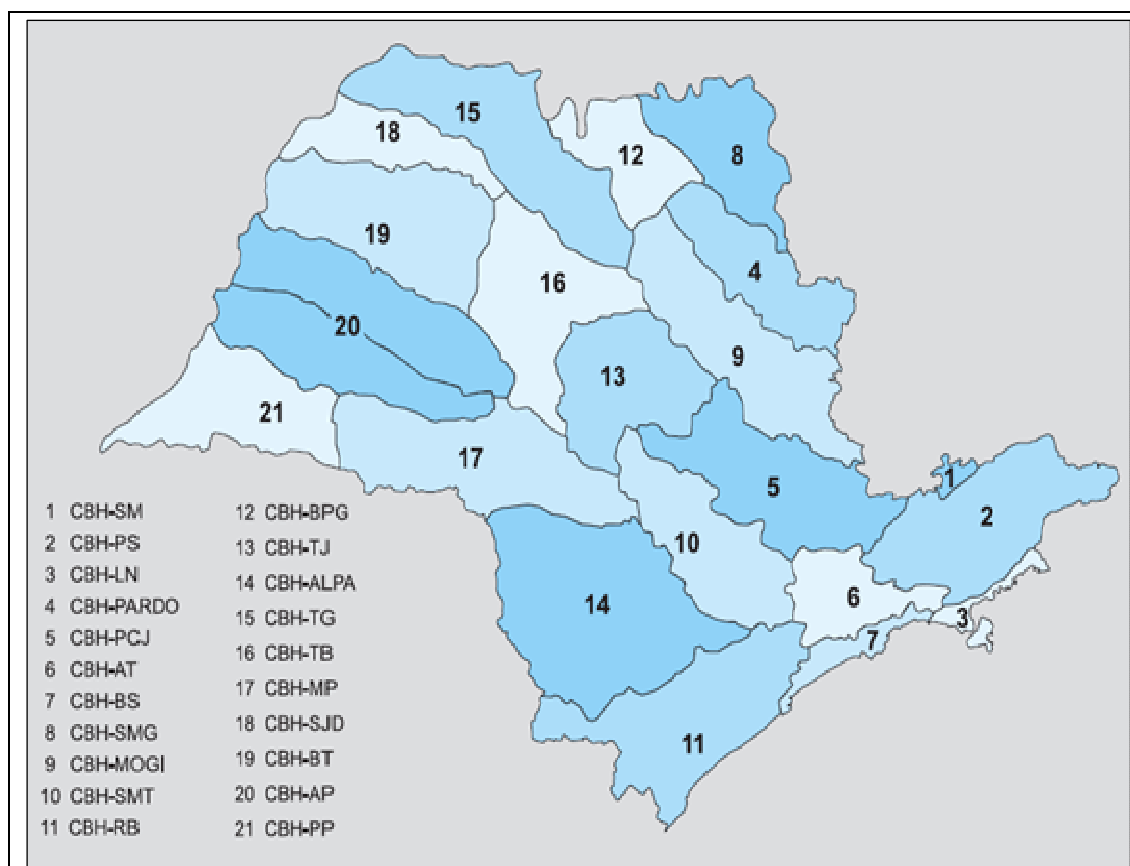 15
18
12
8
19
4
16
20
9
13
21
17
5
1
2
10
6
14
3
7
11
1 CBH-SM
2 CBH-PS
3 CBH-LN
4 CBH-PARDO
5 CBH-PCJ
6 CBH-AT
7 CBH-BS
8 CBH-SMG
9 CBH-MOGI
10 CBH-SMT
11 CBH-RB
12 CBH-BPG
13 CBH-TJ
14 CBH-ALPA
15 CBH-TG
16 CBH-TB
17 CBH-MP
18 CBH-SJD
19 CBH-BT
20 CBH-AP
21 CBH-PP